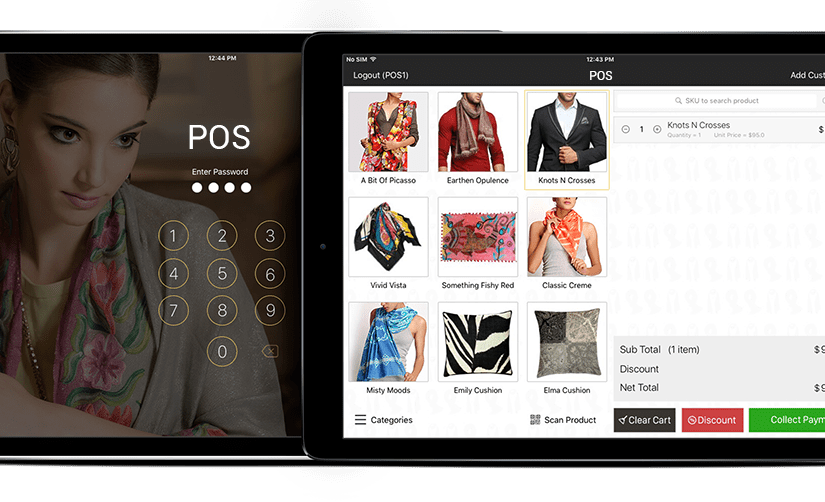 12:44 PM
POS
Enter Password
1 2 3
4 5 6
7 8 9
0
No SIM 12:43 PM
Logout (POS1) POS Add Cust
SKU to search product
A Bit Of Picasso Earthen Opulence Knots N Crosses
1 Knots N Crosses $
Quantity = 1 Unit Price = $95.0
Vivid Vista Something Fishy Red Classic Creme
Misty Moods Emily Cushion Elma Cushion
Sub Total (1 item) $9
Discount
Net Total $9
Categories Scan Product
Clear Cart Discount Collect Paym